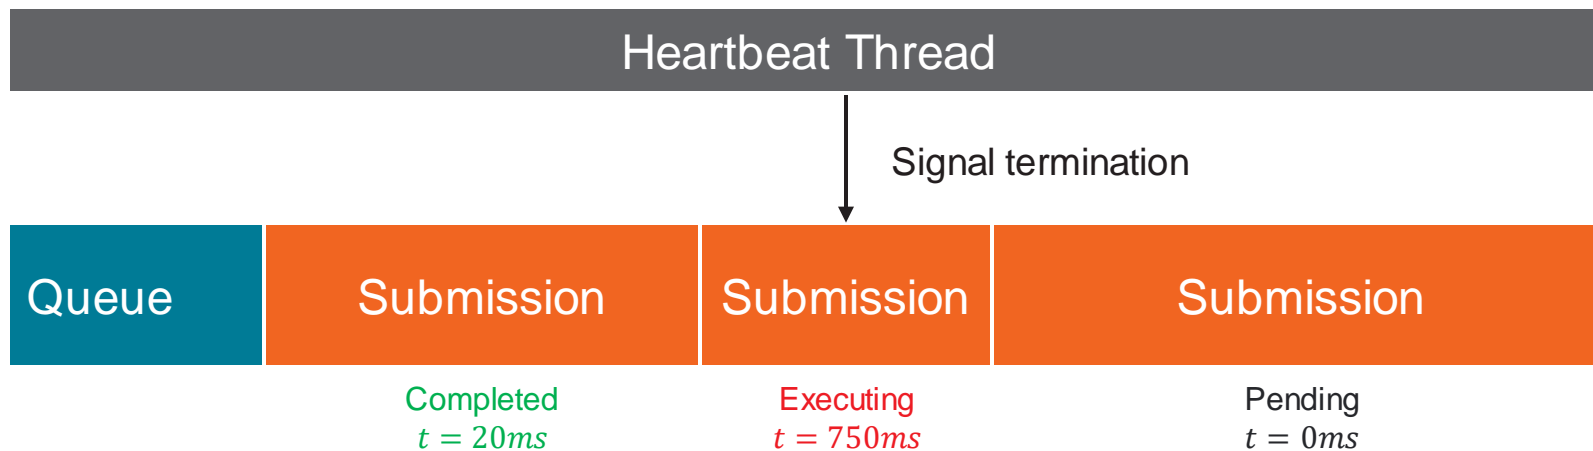 Heartbeat Thread
Signal termination
Queue
Submission
Submission
Submission
Completed
t = 20ms
Executing
t = 750ms
Pending
t = 0ms